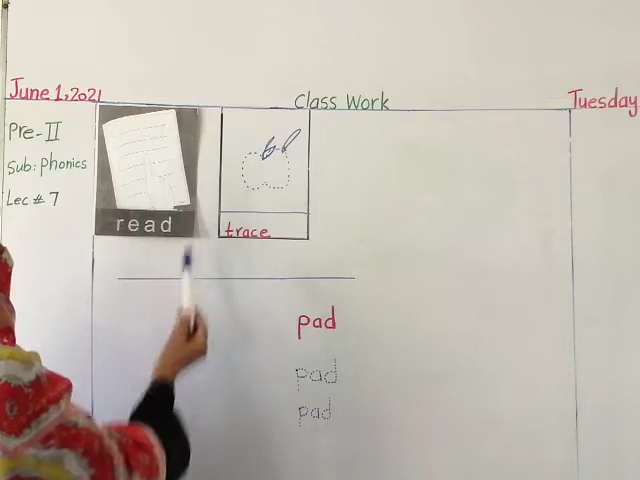 June 1, 2021
Class Work
Tuesday
Pre-II
Sub: Phonics
Lec # 7
read
trace
pad
pad
pad